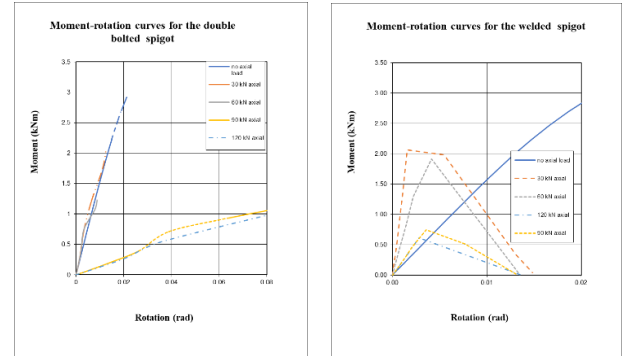 Moment-rotation curves for the double
bolted spigot
3.5
3
2.5
2
1.5
1
0.5
0
0
0.02
0.04
0.06
0.08
Moment (kNm)
Rotation (rad)
no axial
load
30 kN axial
60 kN axial
90 kN axial
120 kN axial
Moment-rotation curves for the welded spigot
3.50
3.00
2.50
2.00
1.50
1.00
0.50
0.00
0.00
0.01
0.02
Moment (kNm)
Rotation (rad)
no axial load
30 kN axial
60 kN axial
120 kN axial
90 kN axial